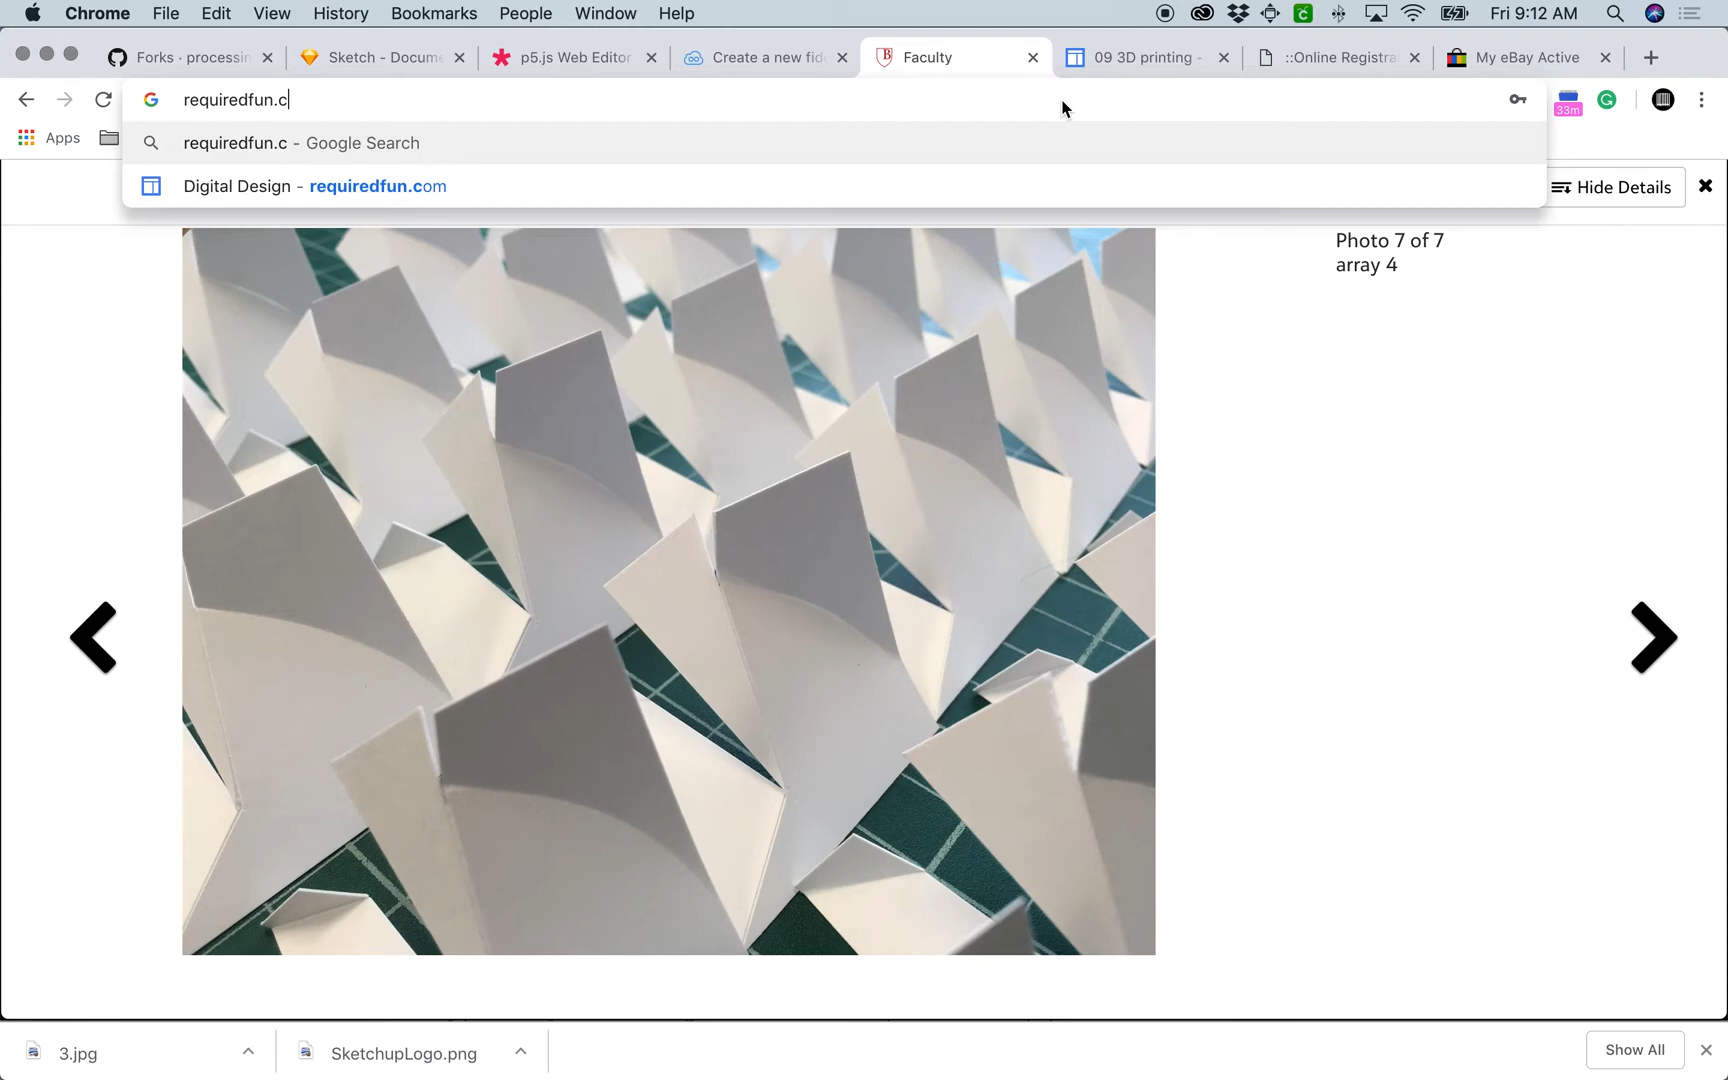 Chrome File Edit View History Bookmarks People Window Help Fri 9:12 AM
Forks · processin Sketch - Docume p5.js Web Editor Create a new fid Faculty 09 3D printing - ::Online Registra My eBay Active
requiredfun.c
33m
Apps
requiredfun.c - Google Search
Digital Design - requiredfun.com
Hide Details
Photo 7 of 7
array 4
3.jpg SketchupLogo.png Show All